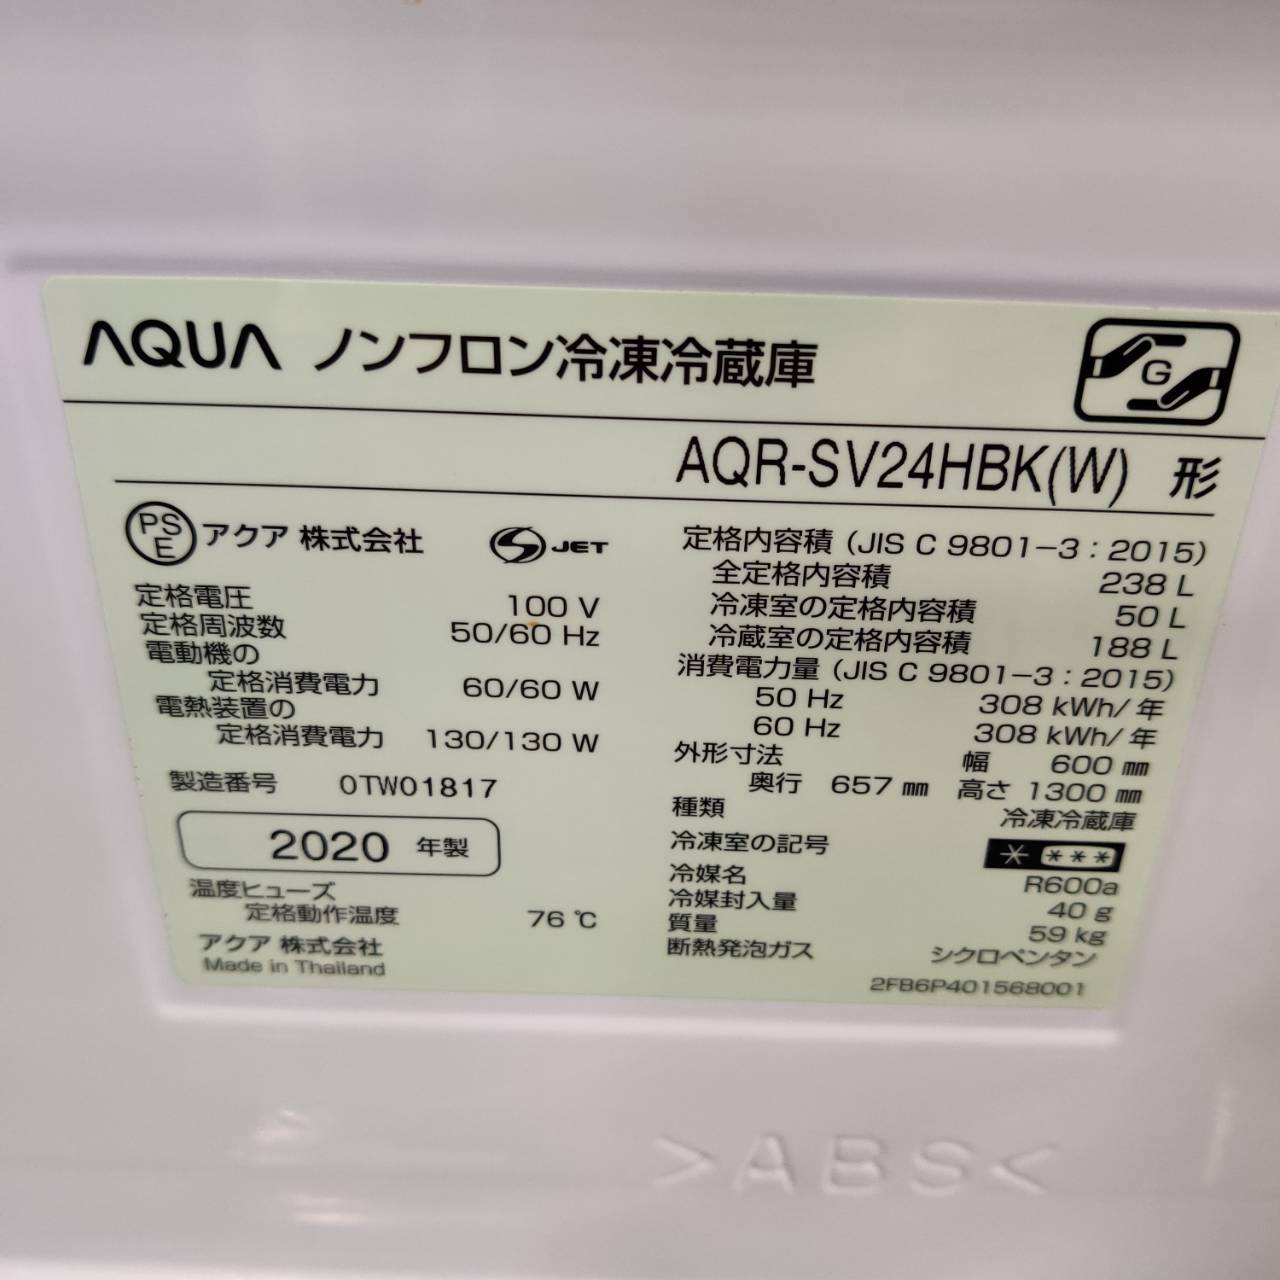 AQUA ノンフロン冷凍冷蔵庫
G
AQR-SV24HBK(W) 形
PSE アクア 株式会社 JET
定格電圧 100 V
定格周波数 50/60 Hz
電動機の
定格消費電力 60/60 W
電熱装置の
定格消費電力 130/130 W
製造番号 0TW01817
2020 年製
温度ヒューズ
定格動作温度 76 ℃
アクア 株式会社
Made in Thailand
定格内容積 (JIS C 9801-3 : 2015)
全定格内容積 238 L
冷凍室の定格内容積 50 L
冷蔵室の定格内容積 188 L
消費電力量 (JIS C 9801-3 : 2015)
50 Hz 308 kWh/年
60 Hz 308 kWh/年
外形寸法 幅 600 mm
奥行 657 mm 高さ 1300 mm
種類 冷凍冷蔵庫
冷凍室の記号 * ***
冷媒名 R600a
冷媒封入量 40 g
質量 59 kg
断熱発泡ガス シクロペンタン
2FB6P401568001
>ABS<